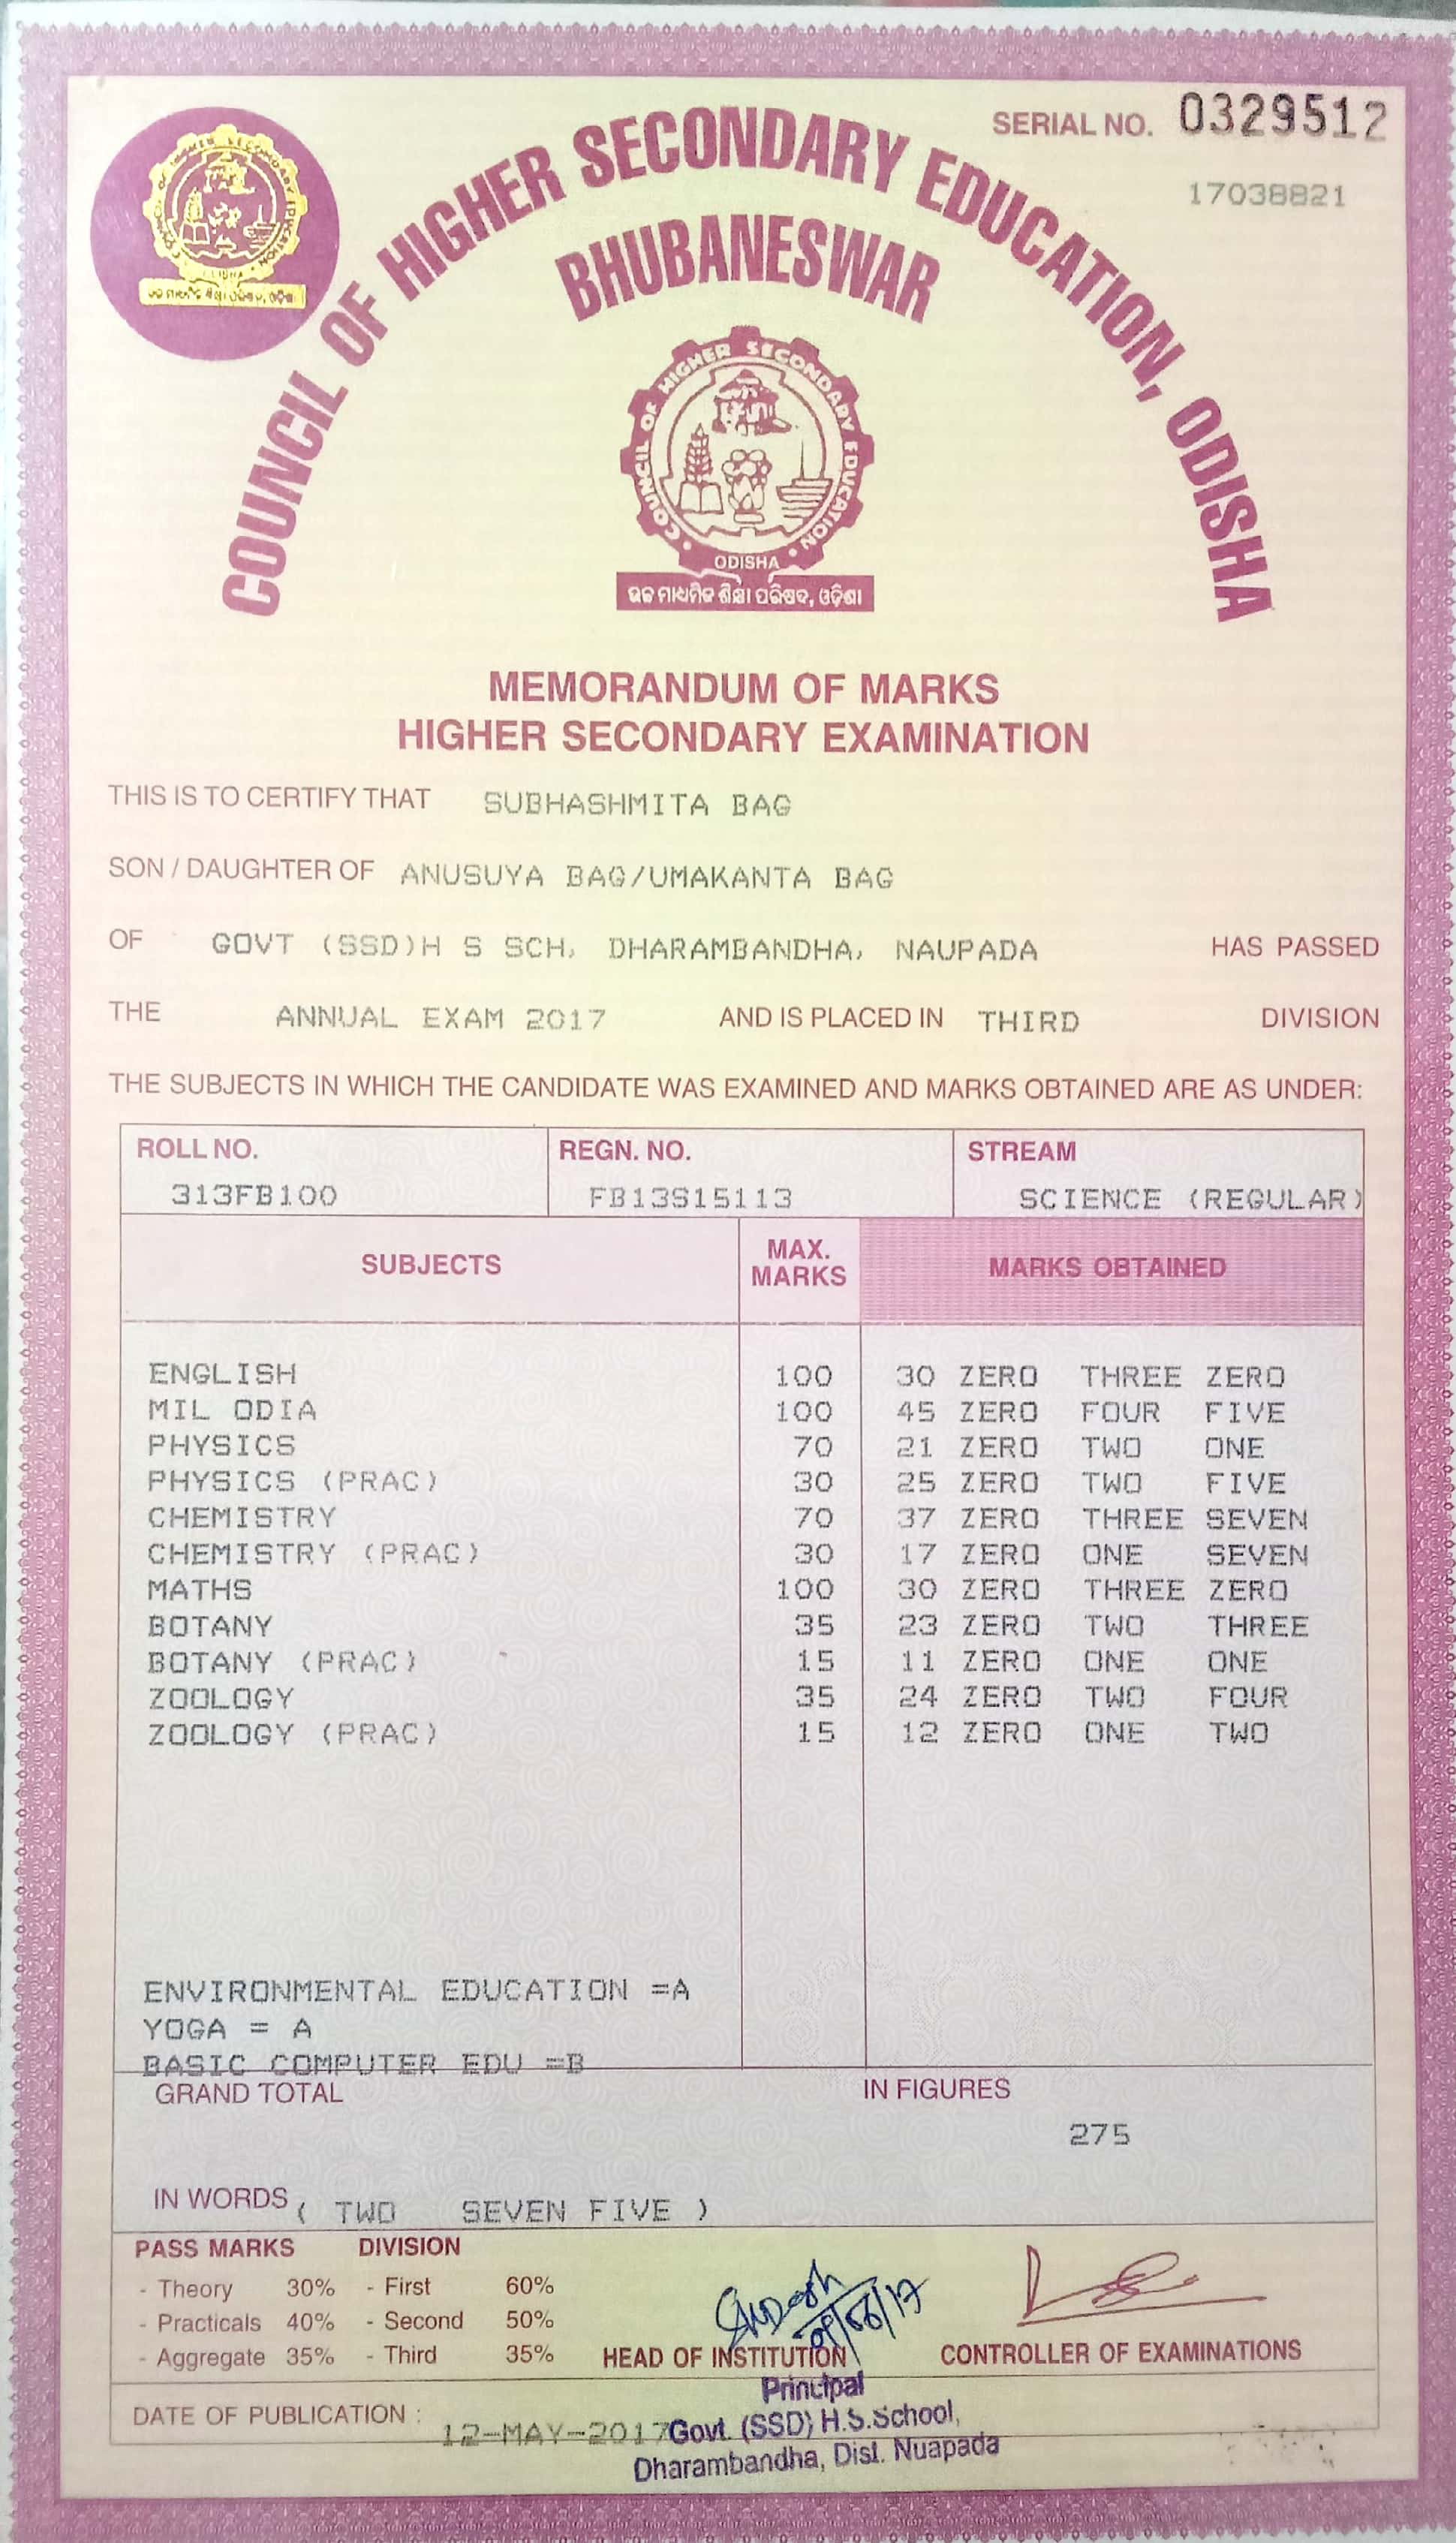 SERIAL NO. 0329512
17038821
COUNCIL OF HIGHER SECONDARY EDUCATION, ODISHA
BHUBANESWAR
COUNCIL OF HIGHER SECONDARY EDUCATION
ODISHA
ଉଚ୍ଚ ମାଧ୍ୟମିକ ଶିକ୍ଷା ପରିଷଦ, ଓଡ଼ିଶା
MEMORANDUM OF MARKS
HIGHER SECONDARY EXAMINATION
THIS IS TO CERTIFY THAT SUBHASHMITA BAG
SON / DAUGHTER OF ANUSUYA BAG/UMAKANTA BAG
OF GOVT (SSD)H S SCH, DHARAMBANDHA, NAUPADA HAS PASSED
THE ANNUAL EXAM 2017 AND IS PLACED IN THIRD DIVISION
THE SUBJECTS IN WHICH THE CANDIDATE WAS EXAMINED AND MARKS OBTAINED ARE AS UNDER:
ROLL NO. REGN. NO. STREAM
313FB100 FB13S15113 SCIENCE (REGULAR)
SUBJECTS MAX. MARKS MARKS OBTAINED
ENGLISH 100 30 ZERO THREE ZERO
MIL ODIA 100 45 ZERO FOUR FIVE
PHYSICS 70 21 ZERO TWO ONE
PHYSICS (PRAC) 30 25 ZERO TWO FIVE
CHEMISTRY 70 37 ZERO THREE SEVEN
CHEMISTRY (PRAC) 30 17 ZERO ONE SEVEN
MATHS 100 30 ZERO THREE ZERO
BOTANY 35 23 ZERO TWO THREE
BOTANY (PRAC) 15 11 ZERO ONE ONE
ZOOLOGY 35 24 ZERO TWO FOUR
ZOOLOGY (PRAC) 15 12 ZERO ONE TWO
ENVIRONMENTAL EDUCATION =A
YOGA = A
BASIC COMPUTER EDU =B
GRAND TOTAL IN FIGURES
275
IN WORDS ( TWO SEVEN FIVE )
PASS MARKS DIVISION
- Theory 30% - First 60%
- Practicals 40% - Second 50%
- Aggregate 35% - Third 35%
HEAD OF INSTITUTION CONTROLLER OF EXAMINATIONS
Principal
DATE OF PUBLICATION : 12-MAY-2017 Govt. (SSD) H.S.School,
Dharambandha, Dist. Nuapada